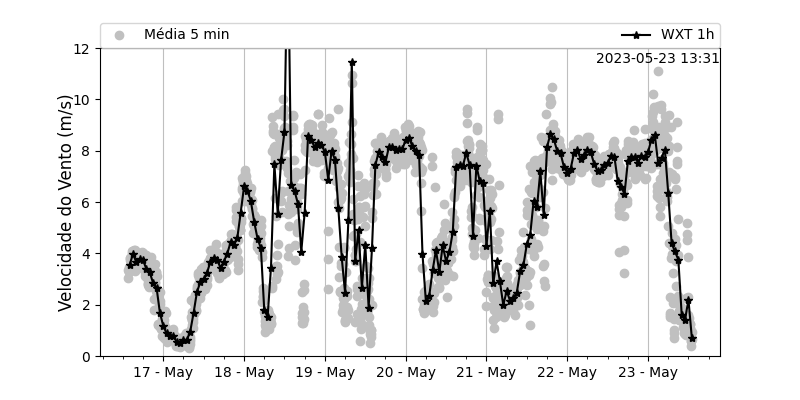 Média 5 min
WXT 1h
2023-05-23 13:31
Velocidade do Vento (m/s)
12
10
8
6
4
2
0
17 - May
18 - May
19 - May
20 - May
21 - May
22 - May
23 - May